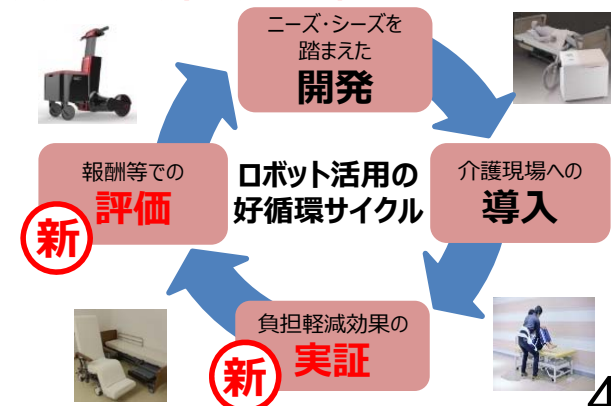 ニーズ・シーズを
踏まえた
開発
報酬等での
評価
新
ロボット活用の
好循環サイクル
介護現場への
導入
負担軽減効果の
実証
新
4